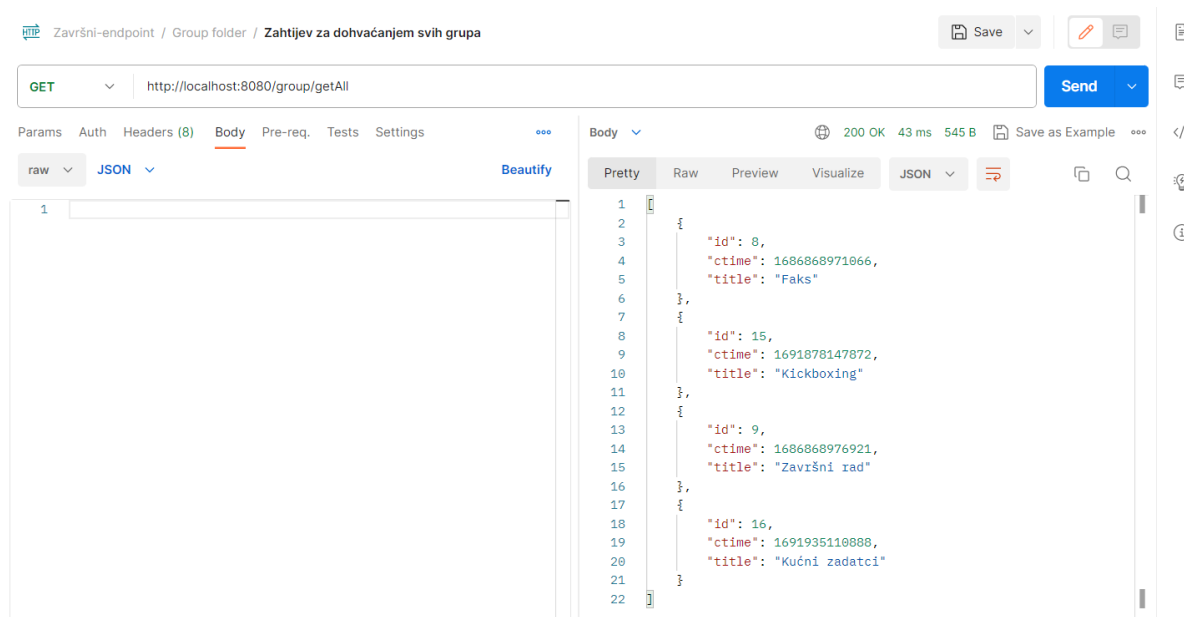 HTTP Završni-endpoint / Group folder / Zahtijev za dohvaćanjem svih grupa Save
GET http://localhost:8080/group/getAll Send
Params Auth Headers (8) Body Pre-req. Tests Settings
raw JSON Beautify
1
Body 200 OK 43 ms 545 B Save as Example
Pretty Raw Preview Visualize JSON
1 [
2 {
3 "id": 8,
4 "ctime": 1686868971066,
5 "title": "Faks"
6 },
7 {
8 "id": 15,
9 "ctime": 1691878147872,
10 "title": "Kickboxing"
11 },
12 {
13 "id": 9,
14 "ctime": 1686868976921,
15 "title": "Završni rad"
16 },
17 {
18 "id": 16,
19 "ctime": 1691935110888,
20 "title": "Kućni zadatci"
21 }
22 ]